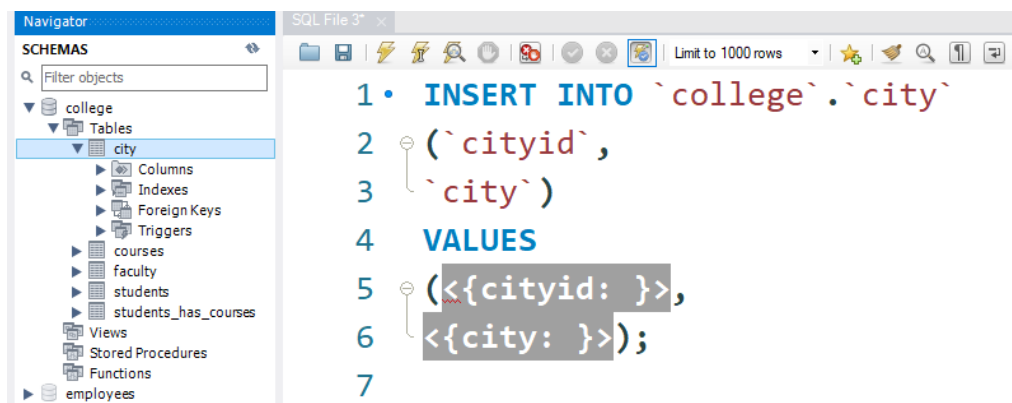 Navigator
SCHEMAS
Filter objects
college
Tables
city
Columns
Indexes
Foreign Keys
Triggers
courses
faculty
students
students_has_courses
Views
Stored Procedures
Functions
employees
SQL File 3*
Limit to 1000 rows
1 INSERT INTO `college`.`city`
2 (`cityid`,
3 `city`)
4 VALUES
5 (<{cityid: }>,
6 <{city: }>);
7